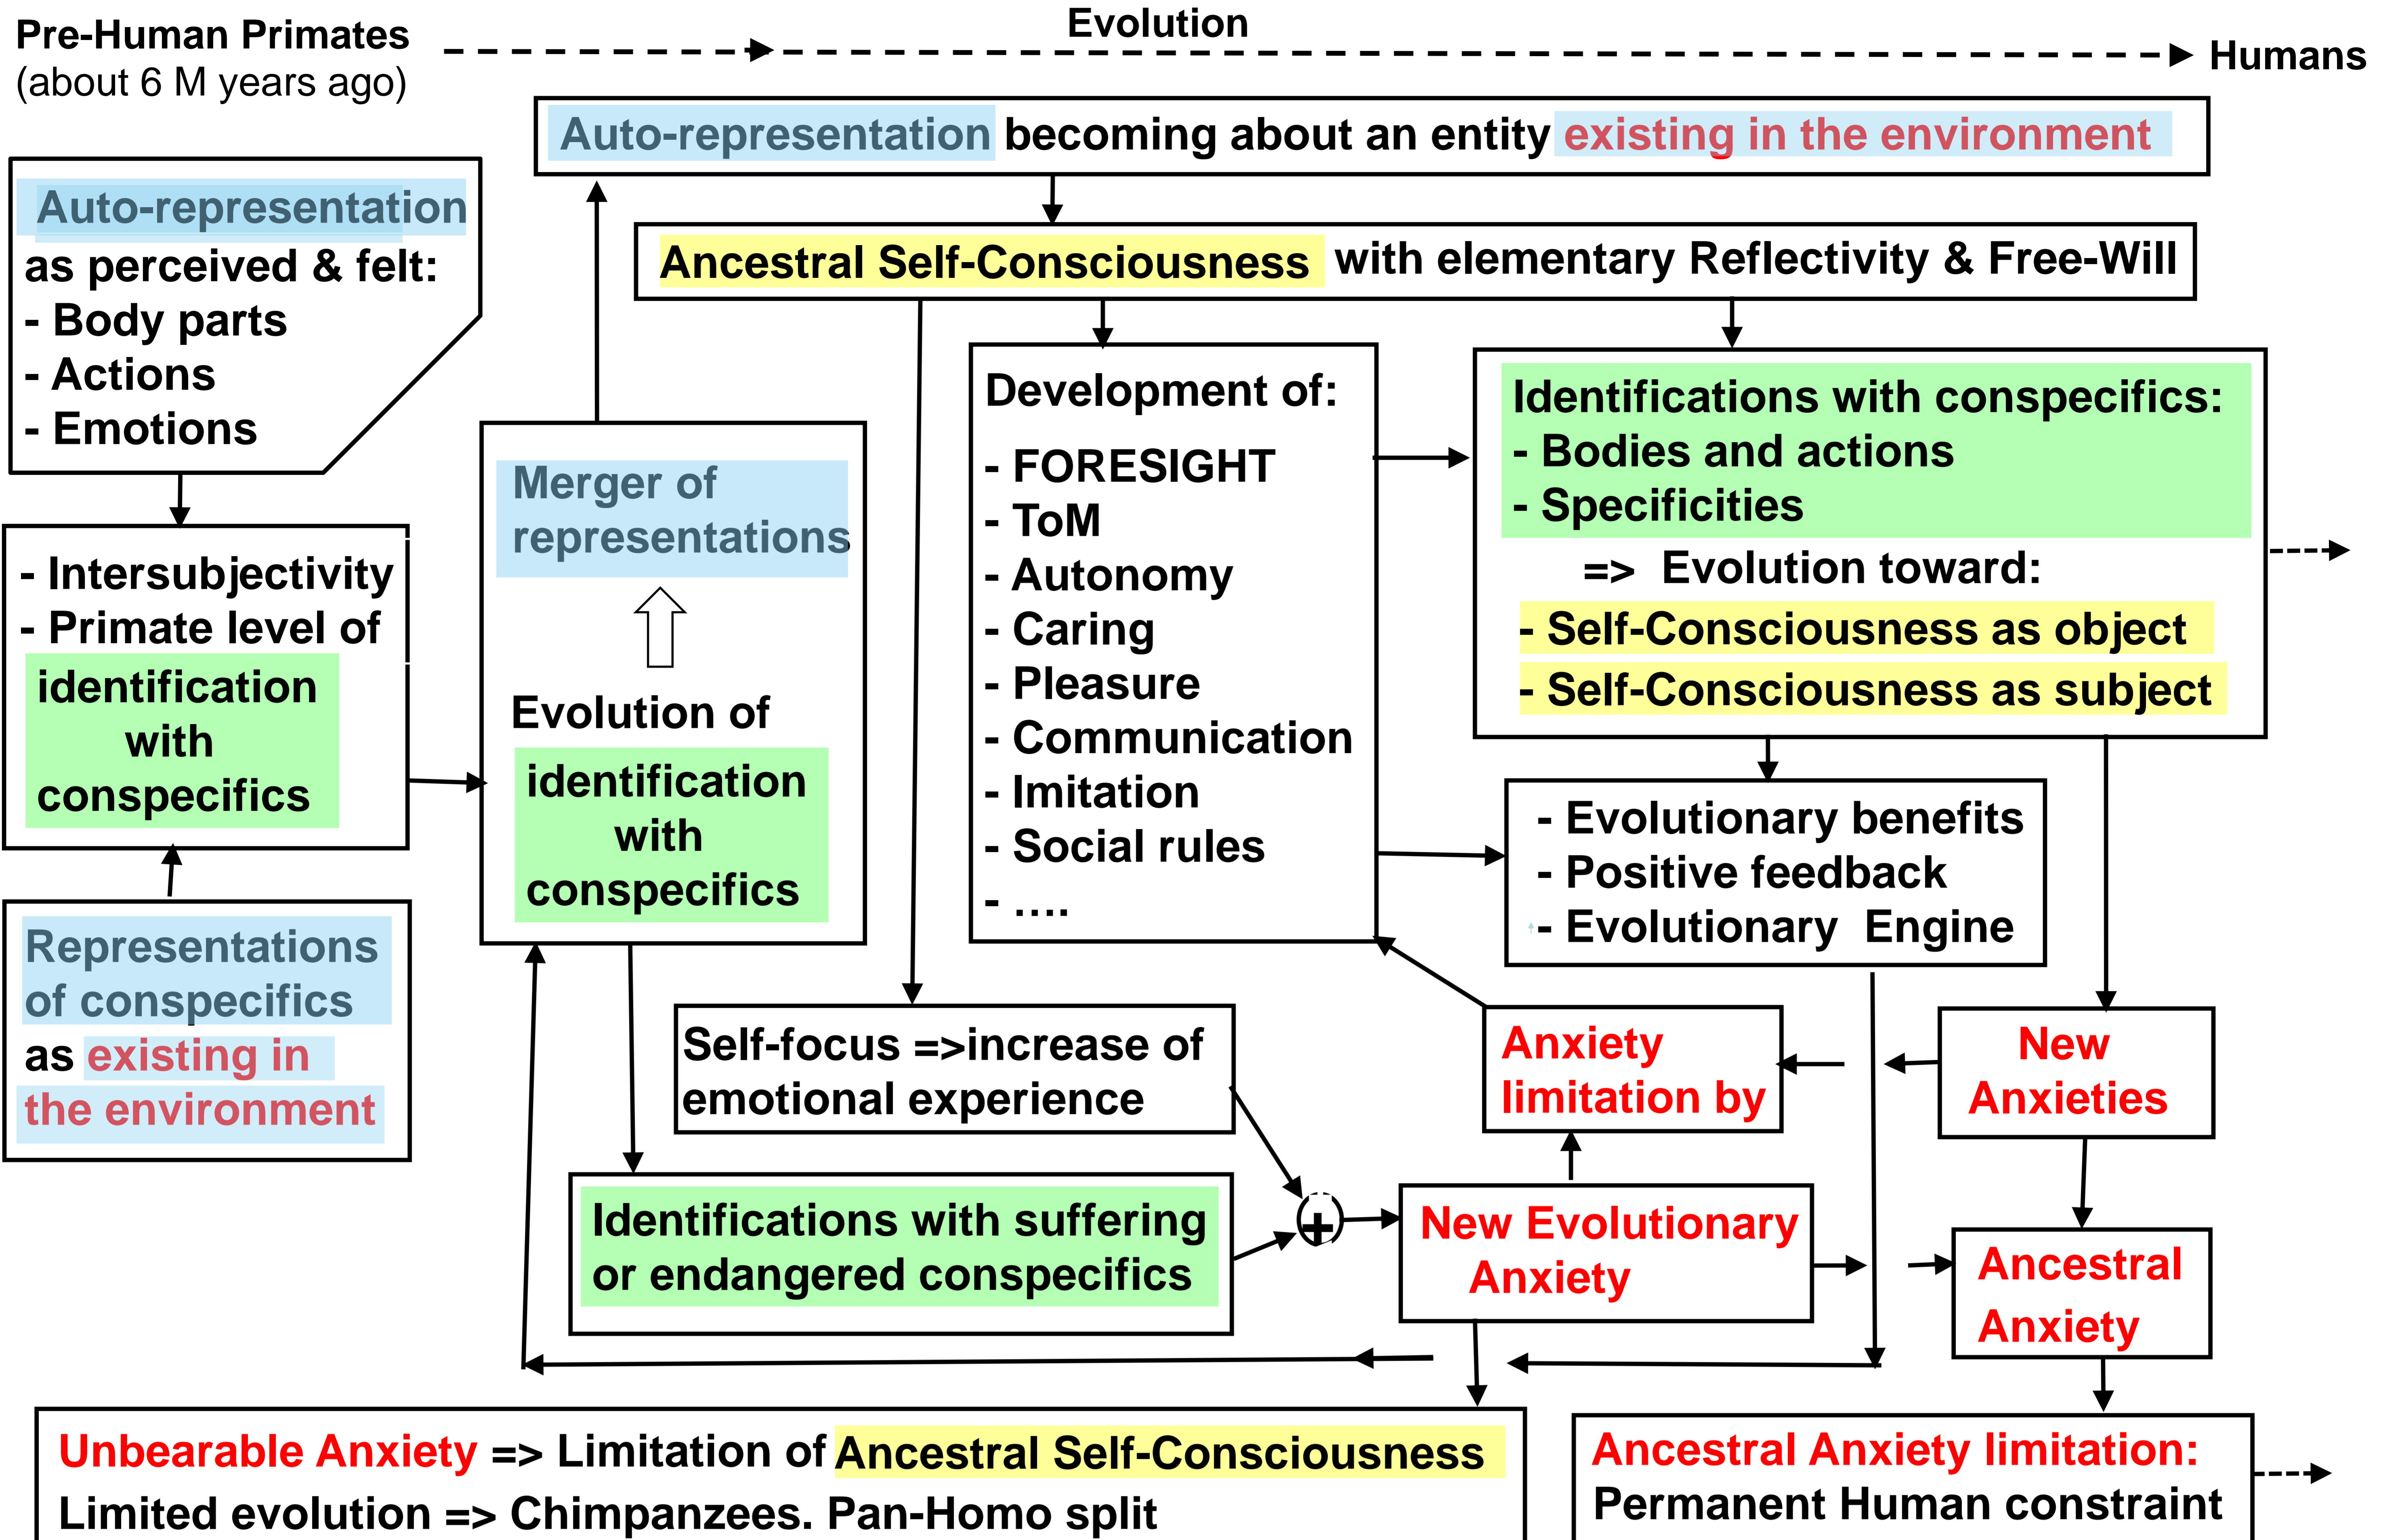 Pre-Human Primates
(about 6 M years ago)
Evolution
Humans
Auto-representation becoming about an entity existing in the environment
Auto-representation
as perceived & felt:
- Body parts
- Actions
- Emotions
Ancestral Self-Consciousness with elementary Reflectivity & Free-Will
- Intersubjectivity
- Primate level of
identification
with
conspecifics
Representations
of conspecifics
as existing in
the environment
Merger of
representations
Evolution of
identification
with
conspecifics
Development of:
- FORESIGHT
- ToM
- Autonomy
- Caring
- Pleasure
- Communication
- Imitation
- Social rules
- ....
Identifications with conspecifics:
- Bodies and actions
- Specificities
=> Evolution toward:
- Self-Consciousness as object
- Self-Consciousness as subject
- Evolutionary benefits
- Positive feedback
- Evolutionary Engine
Self-focus =>increase of
emotional experience
Anxiety
limitation by
New
Anxieties
Identifications with suffering
or endangered conspecifics
+
New Evolutionary
Anxiety
Ancestral
Anxiety
Unbearable Anxiety => Limitation of Ancestral Self-Consciousness
Limited evolution => Chimpanzees. Pan-Homo split
Ancestral Anxiety limitation:
Permanent Human constraint